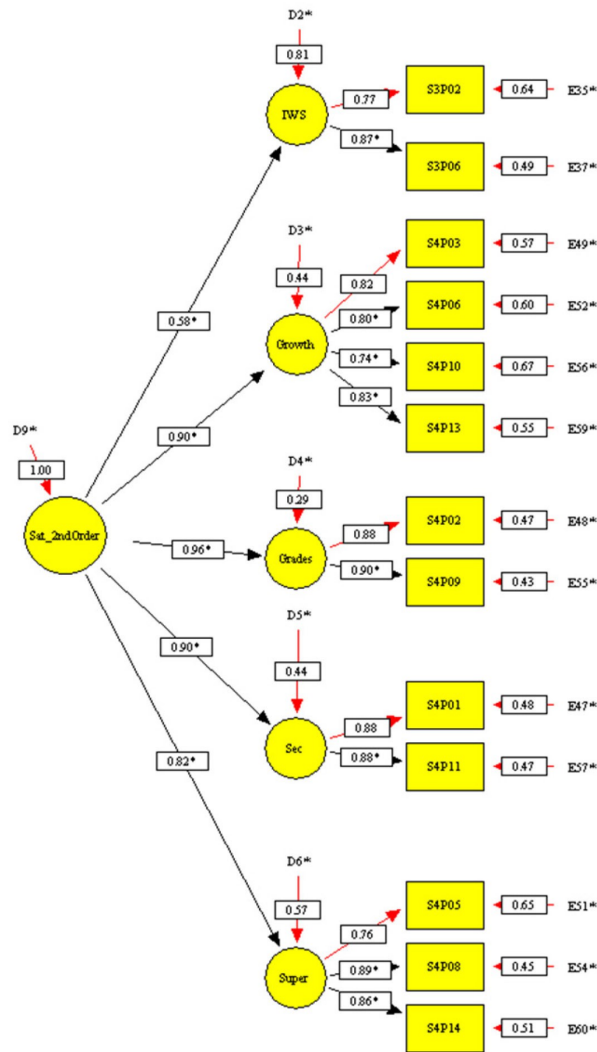 D2*
0.81
IWS
0.77
S3P02
0.64
E35*
0.87*
S3P06
0.49
E37*
D3*
0.44
Growth
0.82
S4P03
0.57
E49*
0.80*
S4P06
0.60
E52*
0.74*
S4P10
0.67
E56*
0.83*
S4P13
0.55
E59*
0.58*
0.90*
D9*
1.00
Sat_2ndOrder
0.96*
D4*
0.29
Grades
0.88
S4P02
0.47
E48*
0.90*
S4P09
0.43
E55*
0.90*
D5*
0.44
Sec
0.88
S4P01
0.48
E47*
0.88*
S4P11
0.47
E57*
0.82*
D6*
0.57
Super
0.76
S4P05
0.65
E51*
0.89*
S4P08
0.45
E54*
0.86*
S4P14
0.51
E60*